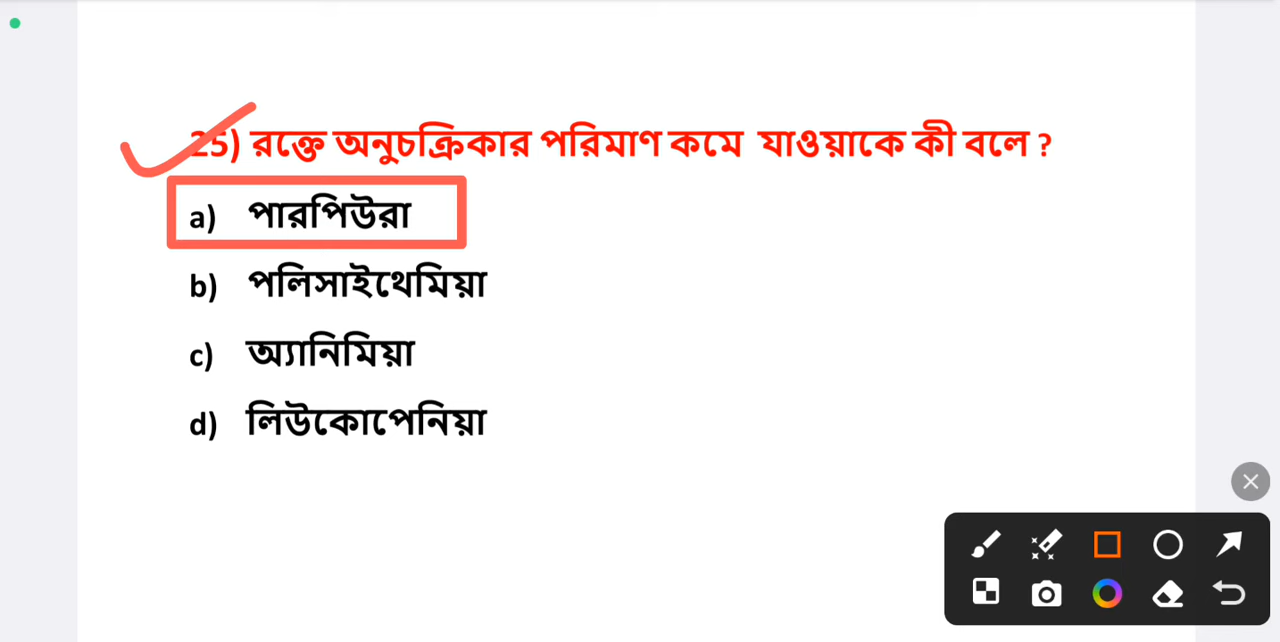 25) রক্তে অনুচক্রিকার পরিমাণ কমে যাওয়াকে কী বলে ?
a) পারপিউরা
b) পলিসাইথেমিয়া
c) অ্যানিমিয়া
d) লিউকোপেনিয়া